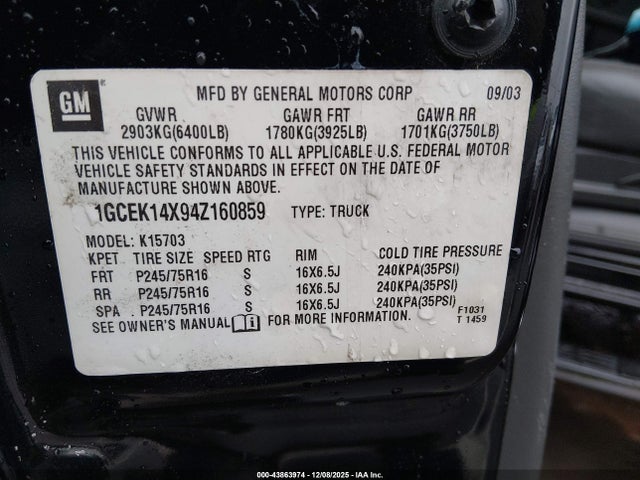 GM
MFD BY GENERAL MOTORS CORP 09/03
GVWR GAWR FRT GAWR RR
2903KG(6400LB) 1780KG(3925LB) 1701KG(3750LB)
THIS VEHICLE CONFORMS TO ALL APPLICABLE U.S. FEDERAL MOTOR
VEHICLE SAFETY STANDARDS IN EFFECT ON THE DATE OF
MANUFACTURE SHOWN ABOVE.
1GCEK14X94Z160859 TYPE: TRUCK
MODEL: K15703
KPET TIRE SIZE SPEED RTG RIM COLD TIRE PRESSURE
FRT P245/75R16 S 16X6.5J 240KPA(35PSI)
RR P245/75R16 S 16X6.5J 240KPA(35PSI)
SPA P245/75R16 S 16X6.5J 240KPA(35PSI)
SEE OWNER'S MANUAL FOR MORE INFORMATION. F1031
T 1459
000-43863974 - 12/08/2025 - IAA Inc.